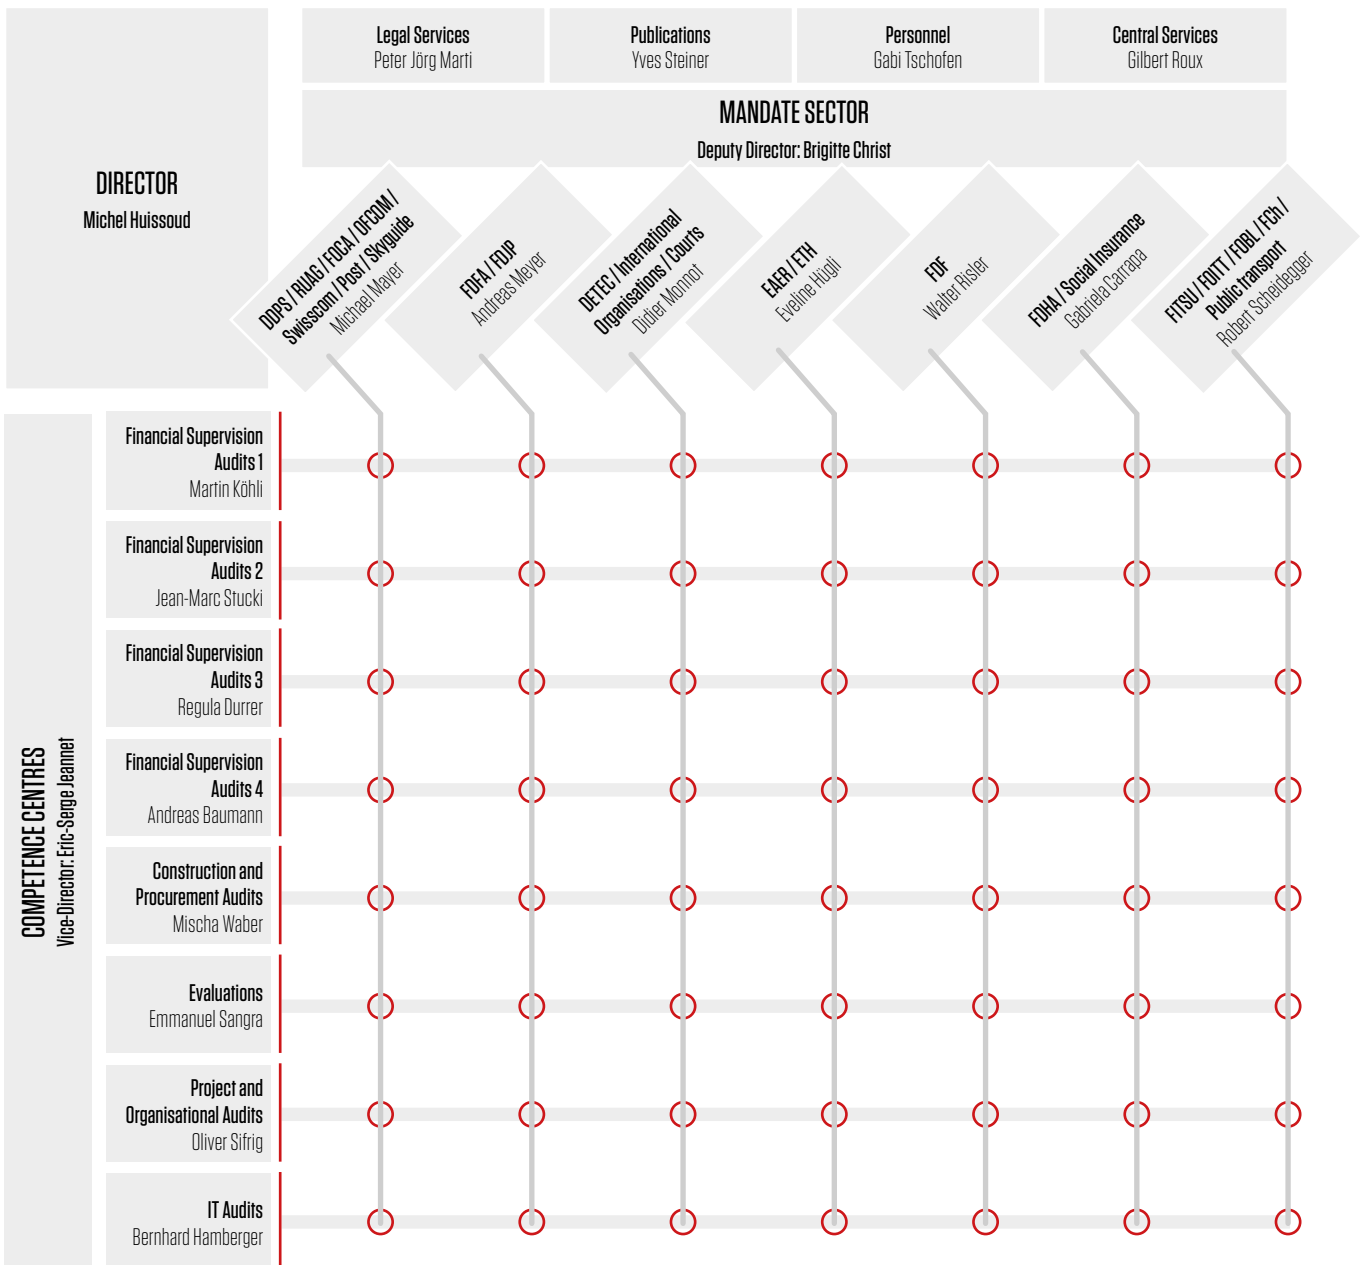 DIRECTOR
Michel Huissoud
Legal Services
Peter Jörg Marti
Publications
Yves Steiner
Personnel
Gabi Tschofen
Central Services
Gilbert Roux
MANDATE SECTOR
Deputy Director: Brigitte Christ
DDPS / RUAG / FOCA / OFCOM /
Swisscom / Post / Skyguide
Michael Mayer
FDFA / FDJP
Andreas Meyer
DETEC / International
Organisations / Courts
Didier Monnot
EAER / ETH
Eveline Hügli
FDF
Walter Risler
FDHA / Social Insurance
Gabriela Carrapa
FITSU / FOITT / FOBL / FCh /
Public transport
Robert Scheidegger
COMPETENCE CENTRES
Vice-Director: Eric-Serge Jeannet
Financial Supervision
Audits 1
Martin Köhli
Financial Supervision
Audits 2
Jean-Marc Stucki
Financial Supervision
Audits 3
Regula Durrer
Financial Supervision
Audits 4
Andreas Baumann
Construction and
Procurement Audits
Mischa Waber
Evaluations
Emmanuel Sangra
Project and
Organisational Audits
Oliver Sifrig
IT Audits
Bernhard Hamberger